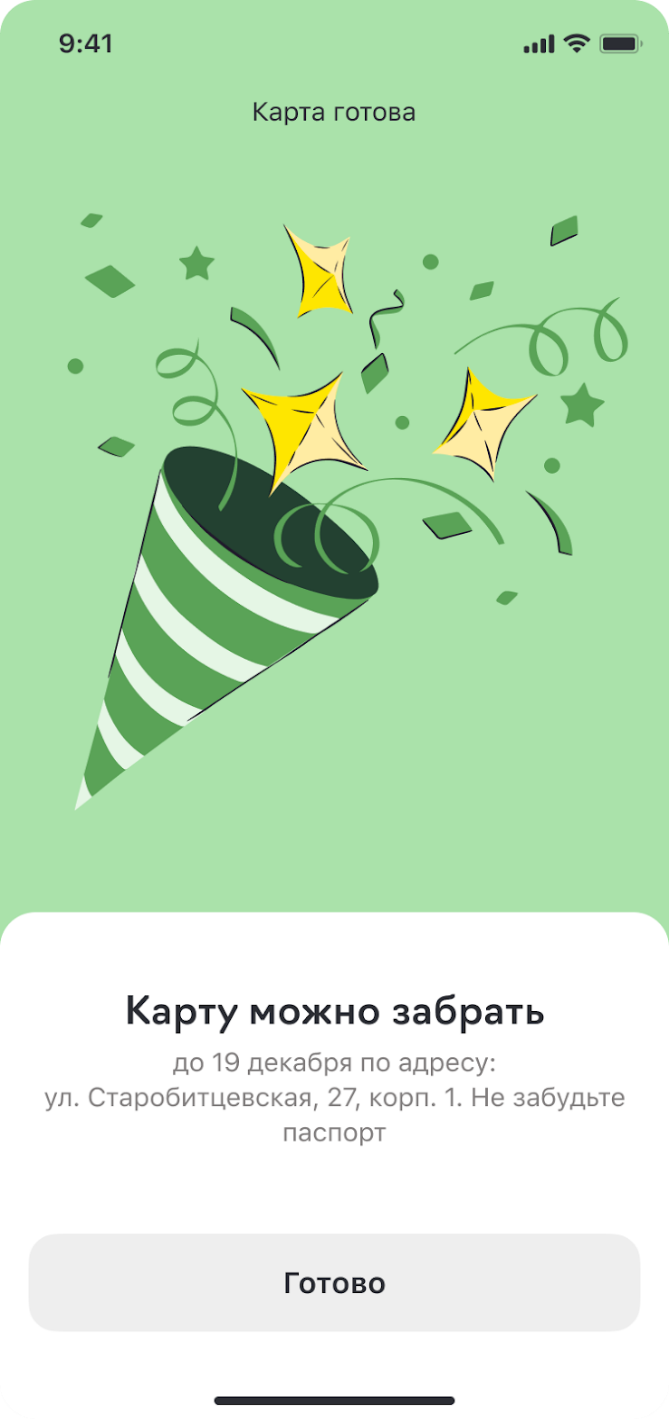 9:41
Карта готова
Карту можно забрать
до 19 декабря по адресу:
ул. Старобитцевская, 27, корп. 1. Не забудьте
паспорт
Готово